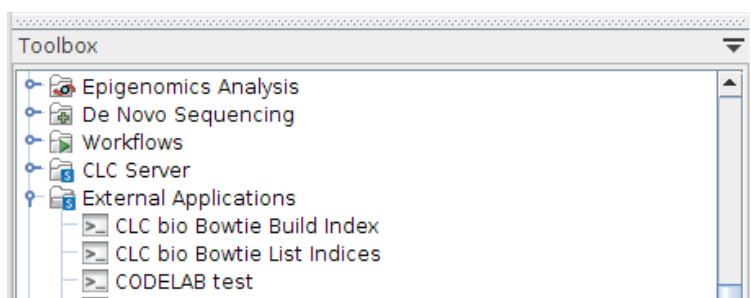 Toolbox
Epigenomics Analysis
De Novo Sequencing
Workflows
CLC Server
External Applications
CLC bio Bowtie Build Index
CLC bio Bowtie List Indices
CODELAB test